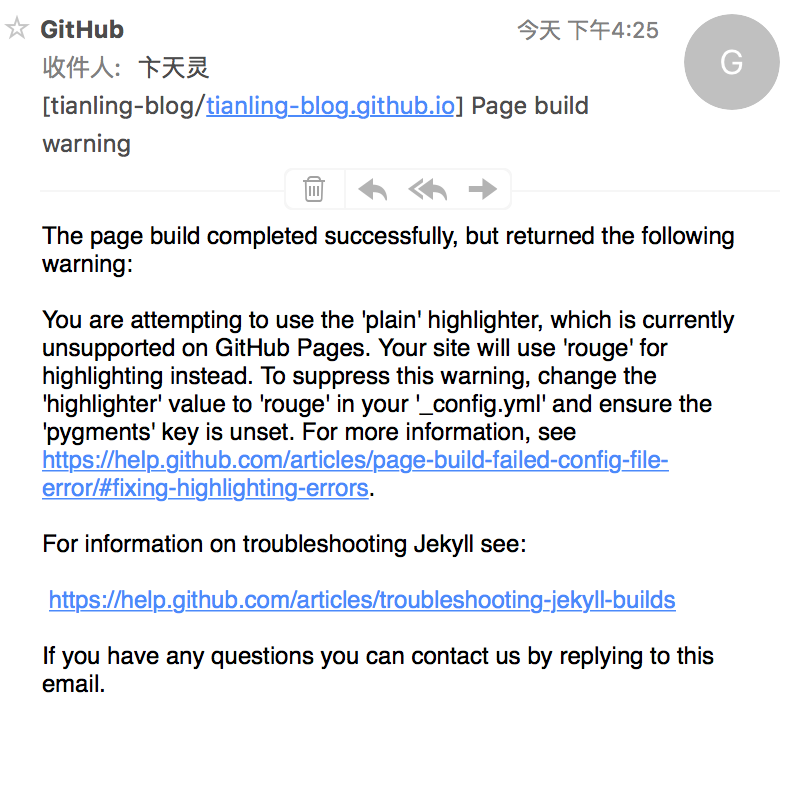 GitHub
今天 下午4:25
G
收件人: 卞天灵
[tianling-blog/tianling-blog.github.io] Page build
warning
The page build completed successfully, but returned the following
warning:
You are attempting to use the 'plain' highlighter, which is currently
unsupported on GitHub Pages. Your site will use 'rouge' for
highlighting instead. To suppress this warning, change the
'highlighter' value to 'rouge' in your '_config.yml' and ensure the
'pygments' key is unset. For more information, see
https://help.github.com/articles/page-build-failed-config-file-
error/#fixing-highlighting-errors.
For information on troubleshooting Jekyll see:
https://help.github.com/articles/troubleshooting-jekyll-builds
If you have any questions you can contact us by replying to this
email.